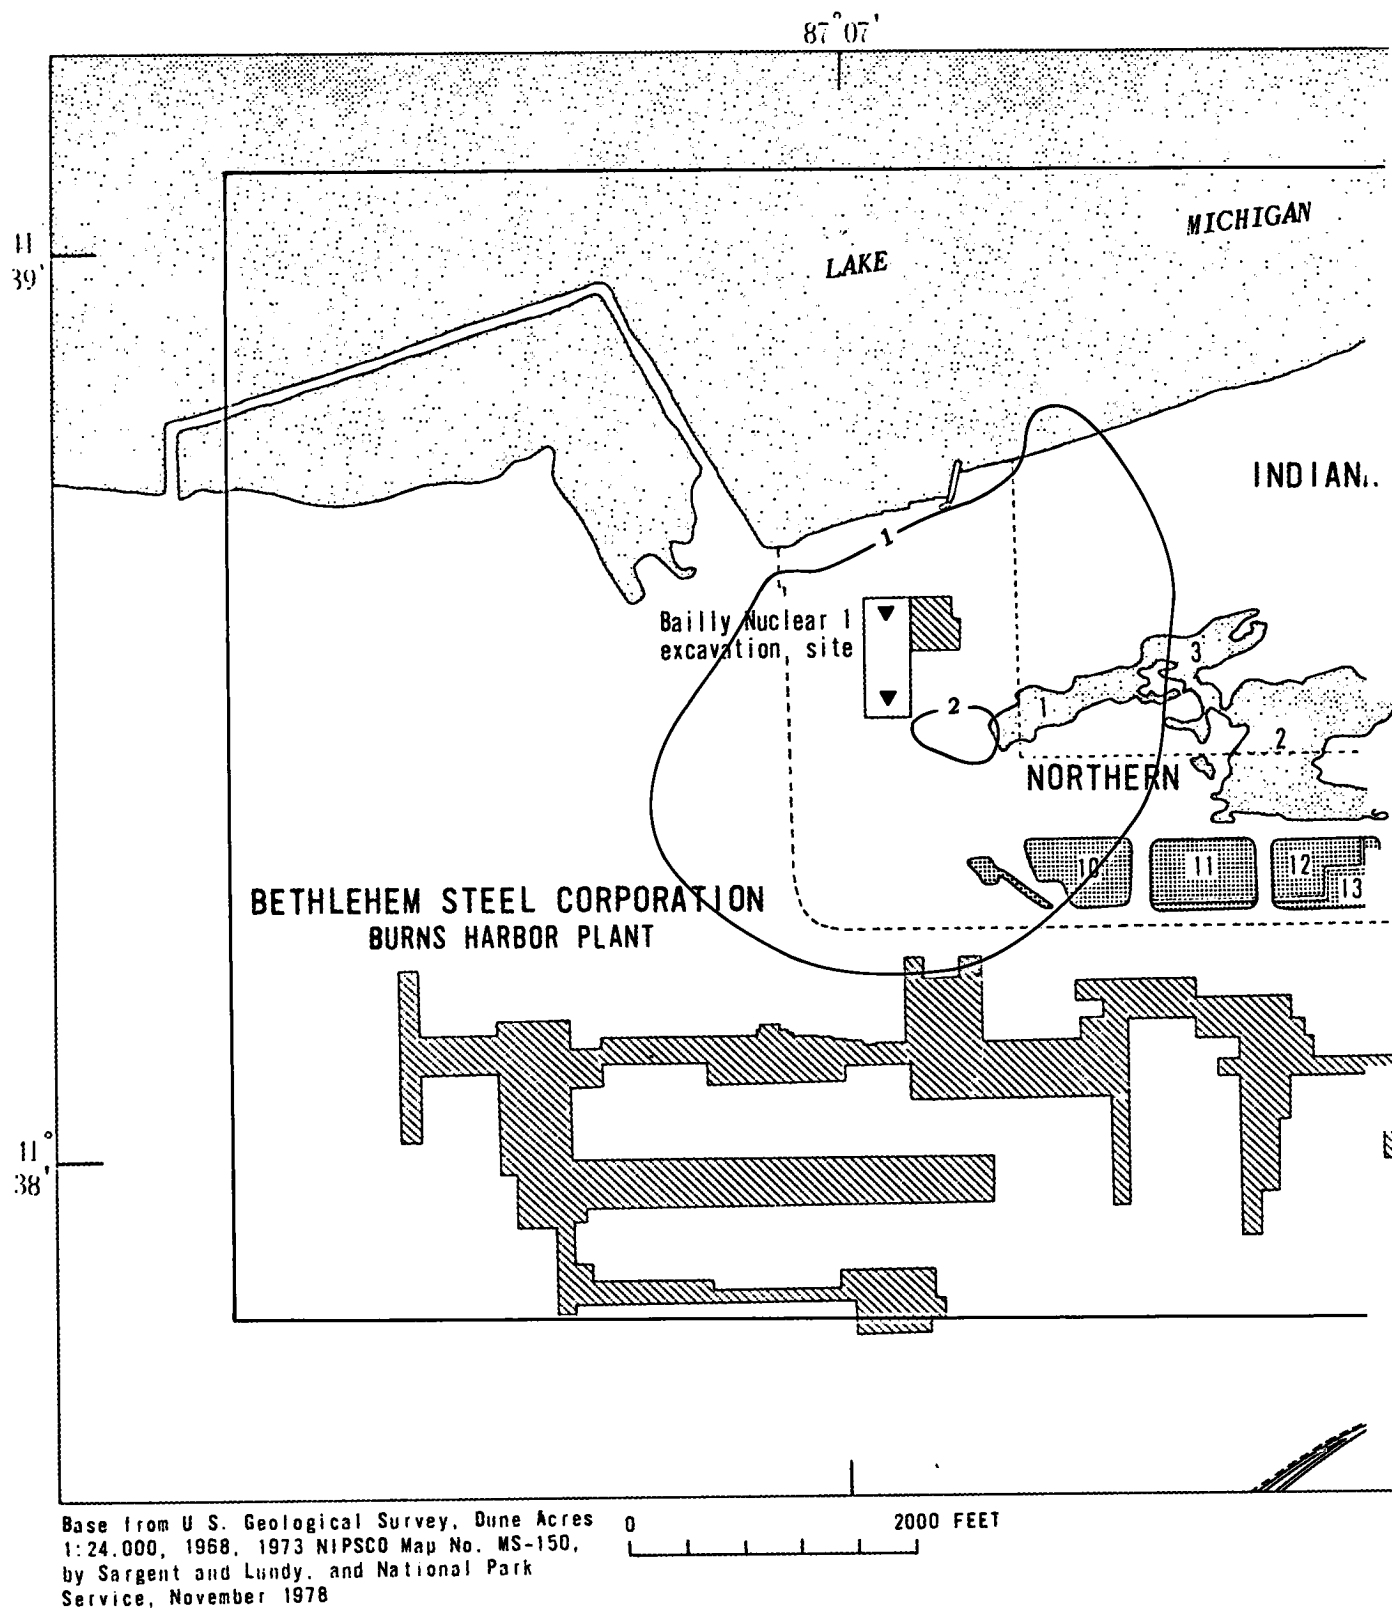 87°07'
MICHIGAN
LAKE
41
39'
INDIAN
1
Bailly Nuclear 1
excavation site
3
2
1
2
NORTHERN
10
11
12
13
BETHLEHEM STEEL CORPORATION
BURNS HARBOR PLANT
41°
38'
Base from U S. Geological Survey, Dune Acres
1:24.000, 1968, 1973 NIPSCO Map No. MS-150,
by Sargent and Lundy, and National Park
Service, November 1978
0
2000 FEET